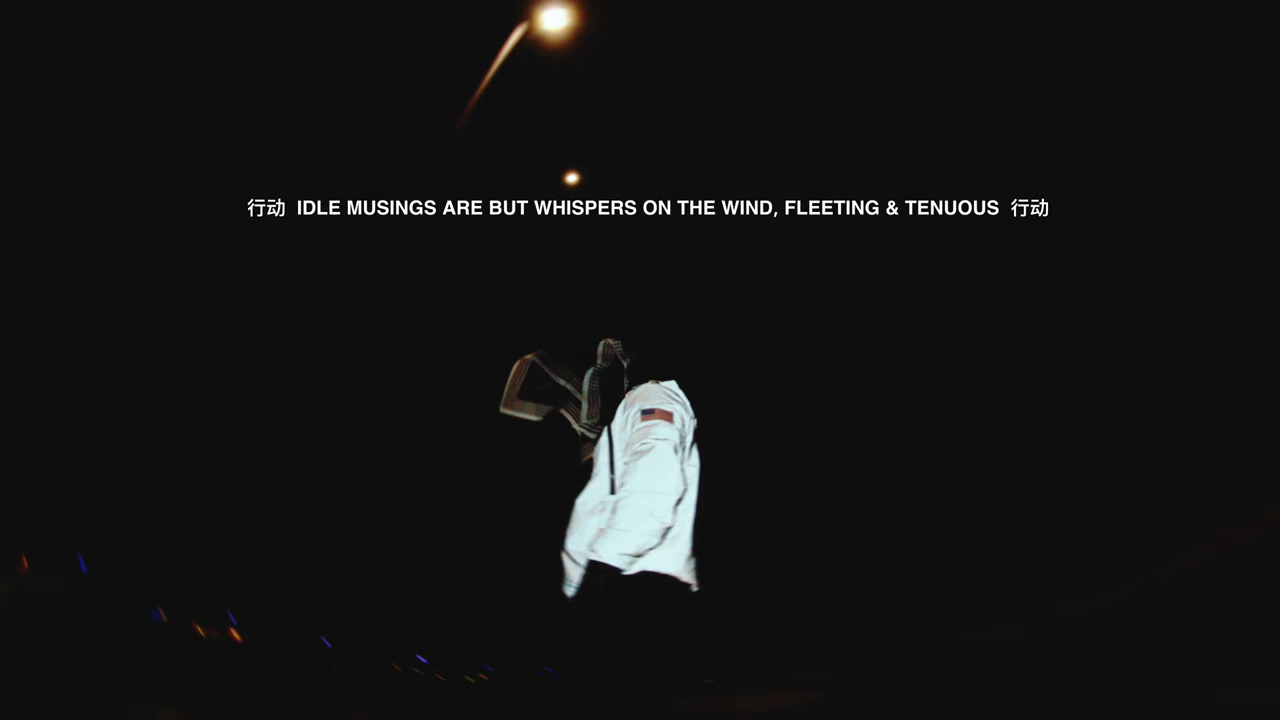 行动 IDLE MUSINGS ARE BUT WHISPERS ON THE WIND, FLEETING & TENUOUS 行动